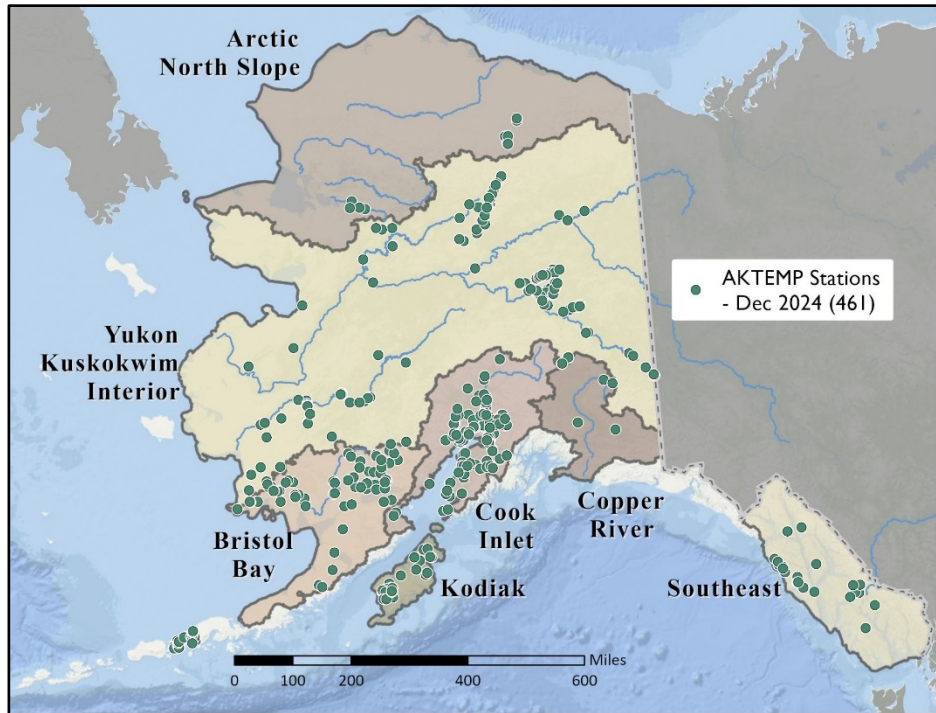 Arctic
North Slope
AKTEMP Stations
- Dec 2024 (461)
Yukon
Kuskokwim
Interior
Bristol
Bay
Cook
Inlet
Copper
River
Kodiak
Southeast
Miles
0 100 200 400 600